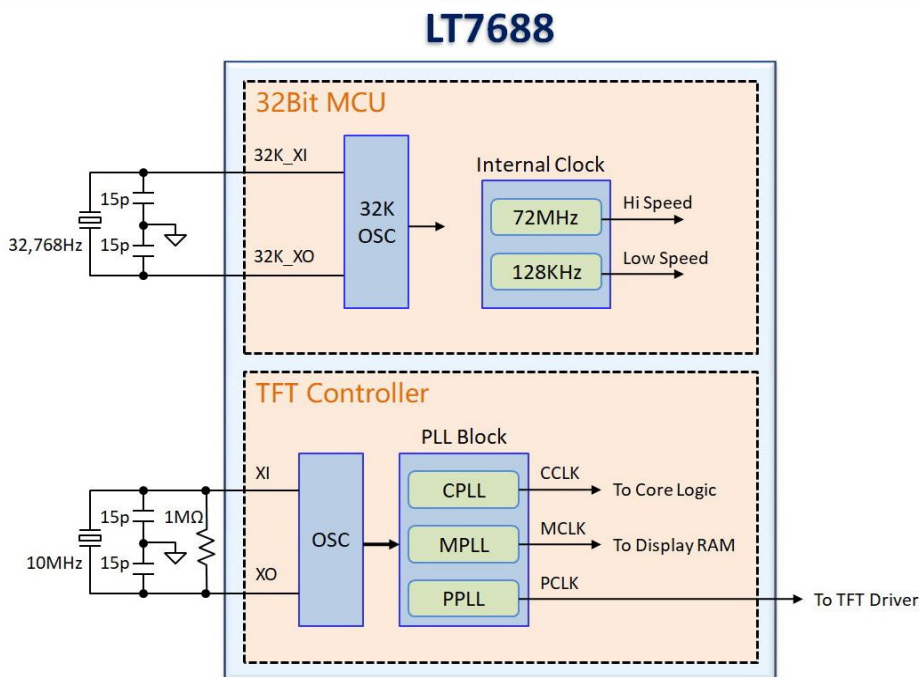 LT7688
32Bit MCU
32K_XI
Internal Clock
15p
32K
OSC
72MHz
Hi Speed
32,768Hz
15p
32K_XO
128KHz
Low Speed
TFT Controller
PLL Block
XI
CPLL
CCLK
To Core Logic
15p
1MΩ
OSC
MPLL
MCLK
To Display RAM
10MHz
15p
XO
PPLL
PCLK
To TFT Driver